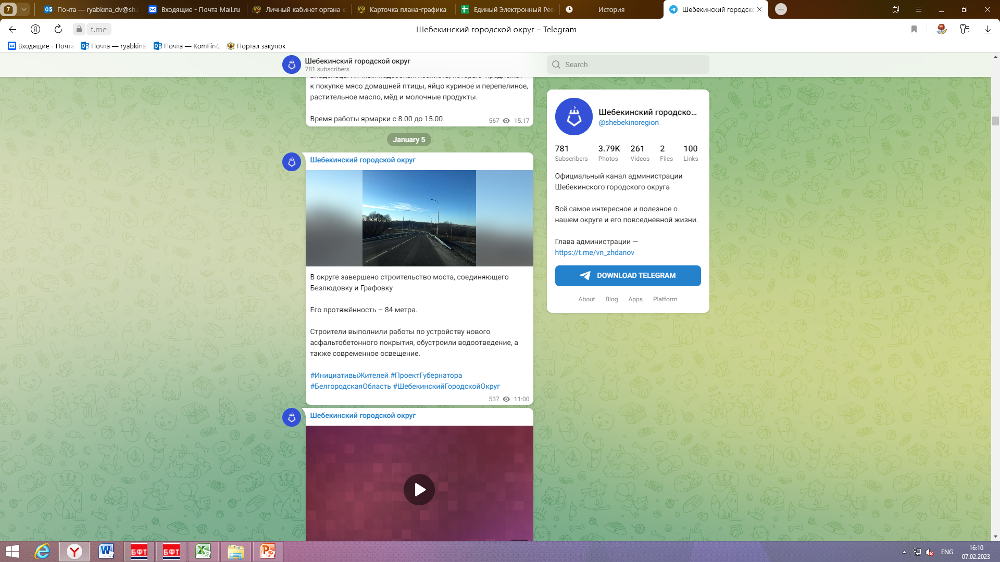 7
Почта — ryabkina_dv@sh.
Входящие - Почта Mail.ru
Личный кабинет органа к
Карточка плана-графика
Единый Электронный Рее
История
Шебекинский городско
t.me
Шебекинский городской округ – Telegram
Входящие - Почта
Почта — ryabkina
Почта — KomFin@
Портал закупок
Шебекинский городской округ
781 subscribers
Search
к покупке мясо домашней птицы, яйцо куриное и перепелиное,
растительное масло, мёд и молочные продукты.
Время работы ярмарки с 8.00 до 15.00.
567 15:17
January 5
Шебекинский городской округ
В округе завершено строительство моста, соединяющего
Безлюдовку и Графовку
Его протяжённость – 84 метра.
Строители выполнили работы по устройству нового
асфальтобетонного покрытия, обустроили водоотведение, а
также современное освещение.
#ИнициативыЖителей #ПроектГубернатора
#БелгородскаяОбласть #ШебекинскийГородскойОкруг
537 11:00
Шебекинский городской округ
Шебекинский городско...
@shebekinoregion
781 3.79K 261 2 100
Subscribers Photos Videos Files Links
Официальный канал администрации
Шебекинского городского округа
Всё самое интересное и полезное о
нашем округе и его повседневной жизни.
Глава администрации —
https://t.me/vn_zhdanov
DOWNLOAD TELEGRAM
About Blog Apps Platform
БФТ
БФТ
ENG
16:10
07.02.2023